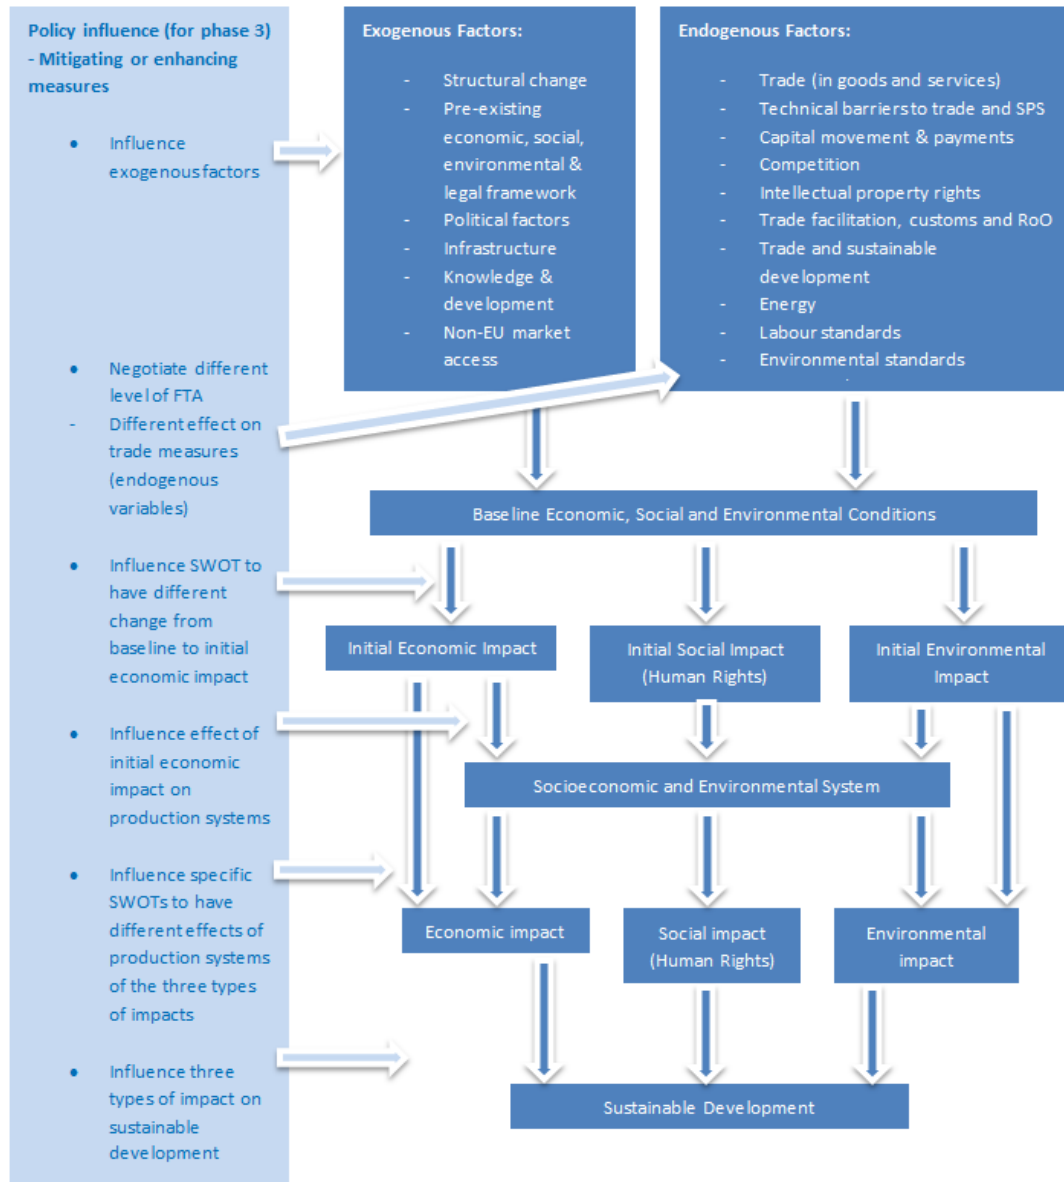 Policy influence (for phase 3)
- Mitigating or enhancing
measures
• Influence
exogenous factors
• Negotiate different
level of FTA
- Different effect on
trade measures
(endogenous
variables)
• Influence SWOT to
have different
change from
baseline to initial
economic impact
• Influence effect of
initial economic
impact on
production systems
• Influence specific
SWOTs to have
different effects of
production systems
of the three types
of impacts
• Influence three
types of impact on
sustainable
development
Exogenous Factors:
- Structural change
- Pre-existing
economic, social,
environmental &
legal framework
- Political factors
- Infrastructure
- Knowledge &
development
- Non-EU market
access
Endogenous Factors:
- Trade (in goods and services)
- Technical barriers to trade and SPS
- Capital movement & payments
- Competition
- Intellectual property rights
- Trade facilitation, customs and RoO
- Trade and sustainable
development
- Energy
- Labour standards
- Environmental standards
Baseline Economic, Social and Environmental Conditions
Initial Economic Impact
Initial Social Impact
(Human Rights)
Initial Environmental
Impact
Socioeconomic and Environmental System
Economic impact
Social impact
(Human Rights)
Environmental
impact
Sustainable Development